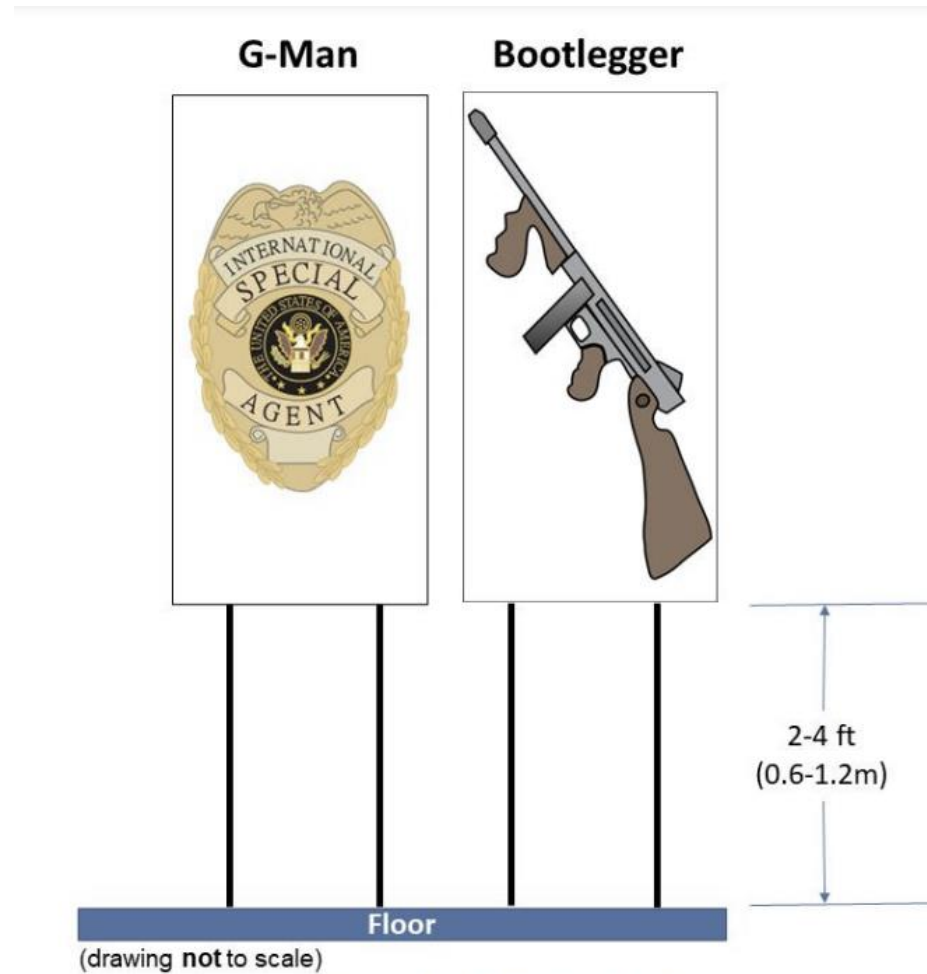 G-Man
Bootlegger
INTERNATIONAL
SPECIAL
THE UNITED STATES OF AMERICA
AGENT
2-4 ft
(0.6-1.2m)
Floor
(drawing not to scale)